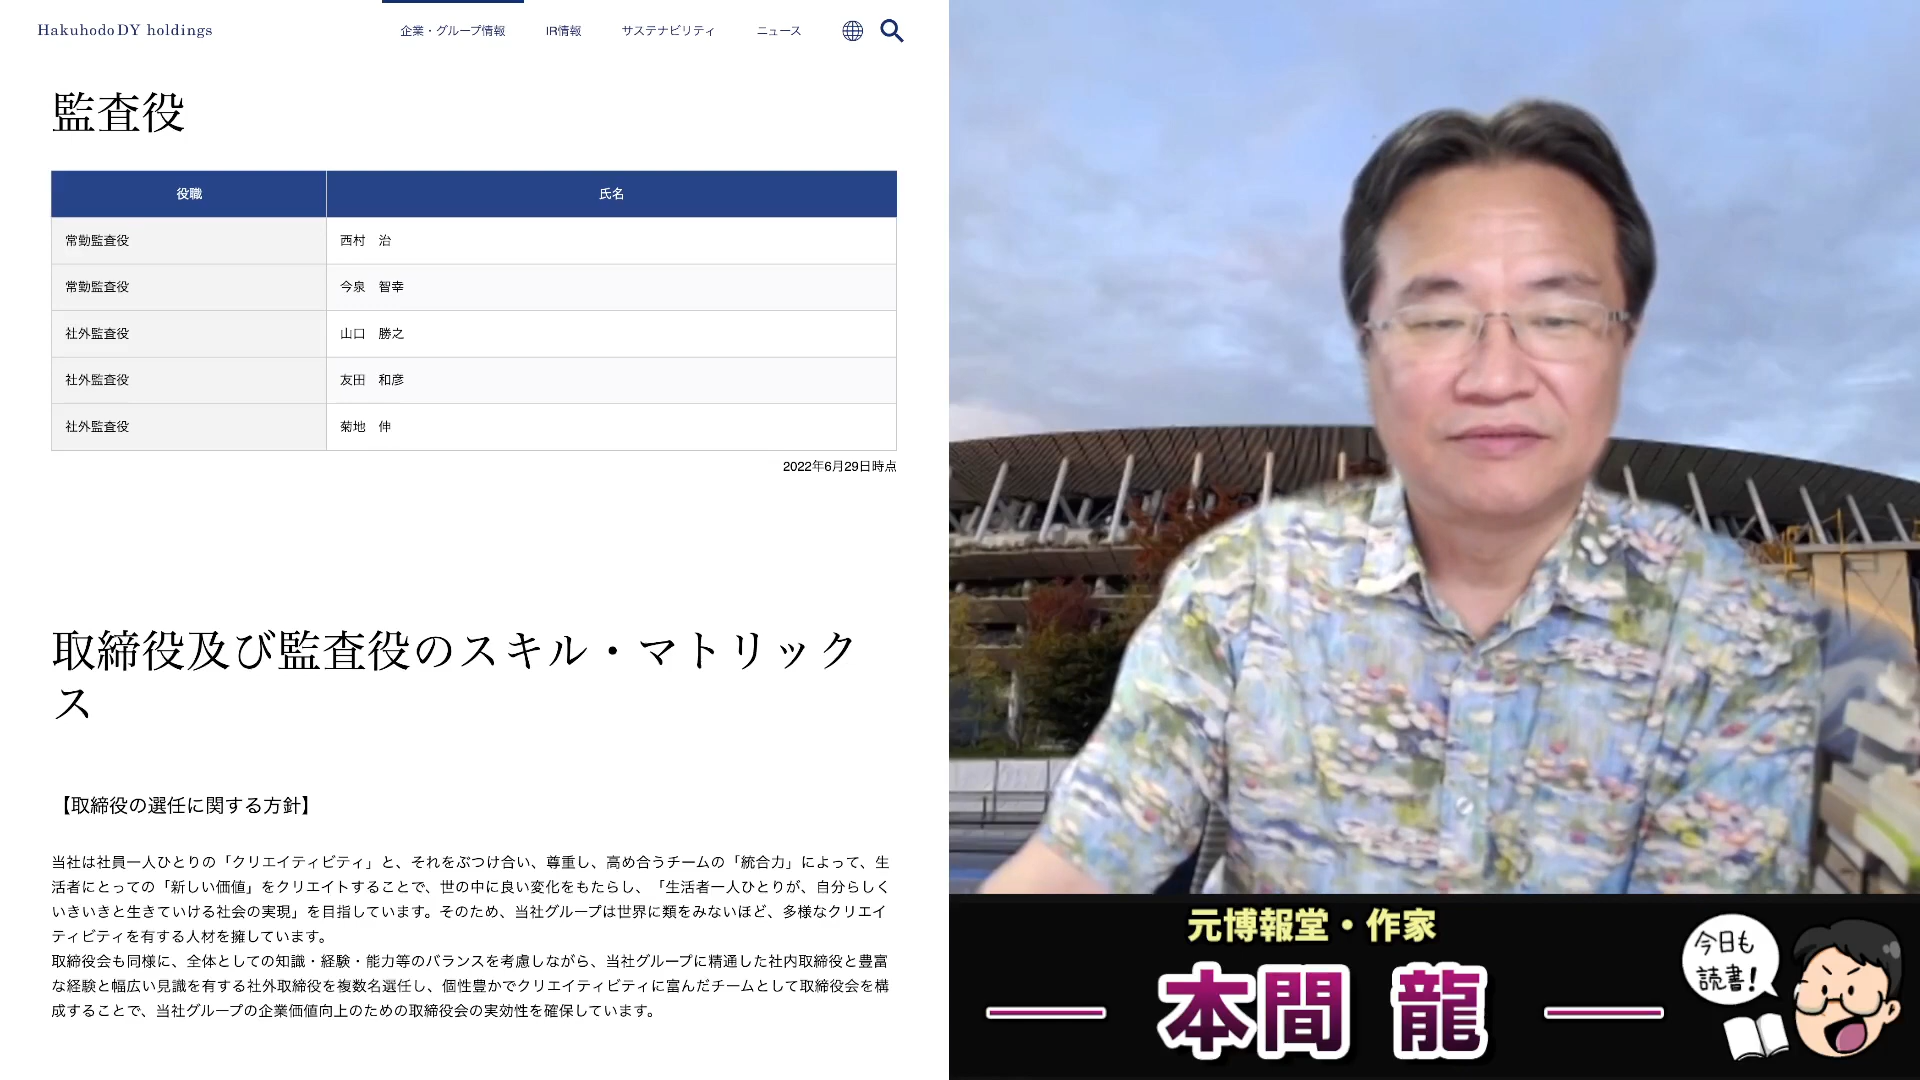 Hakuhodo DY holdings
企業・グループ情報
IR情報
サステナビリティ
ニュース
監査役
役職 氏名
常勤監査役 西村　治
常勤監査役 今泉　智幸
社外監査役 山口　勝之
社外監査役 友田　和彦
社外監査役 菊地　伸
2022年6月29日時点
取締役及び監査役のスキル・マトリック
ス
【取締役の選任に関する方針】
当社は社員一人ひとりの「クリエイティビティ」と、それをぶつけ合い、尊重し、高め合うチームの「統合力」によって、生
活者にとっての「新しい価値」をクリエイトすることで、世の中に良い変化をもたらし、「生活者一人ひとりが、自分らしく
いきいきと生きていける社会の実現」を目指しています。そのため、当社グループは世界に類をみないほど、多様なクリエイ
ティビティを有する人材を擁しています。
取締役会も同様に、全体としての知識・経験・能力等のバランスを考慮しながら、当社グループに精通した社内取締役と豊富
な経験と幅広い見識を有する社外取締役を複数名選任し、個性豊かでクリエイティビティに富んだチームとして取締役会を構
成することで、当社グループの企業価値向上のための取締役会の実効性を確保しています。
元博報堂・作家
本間 龍
今日も
読書！